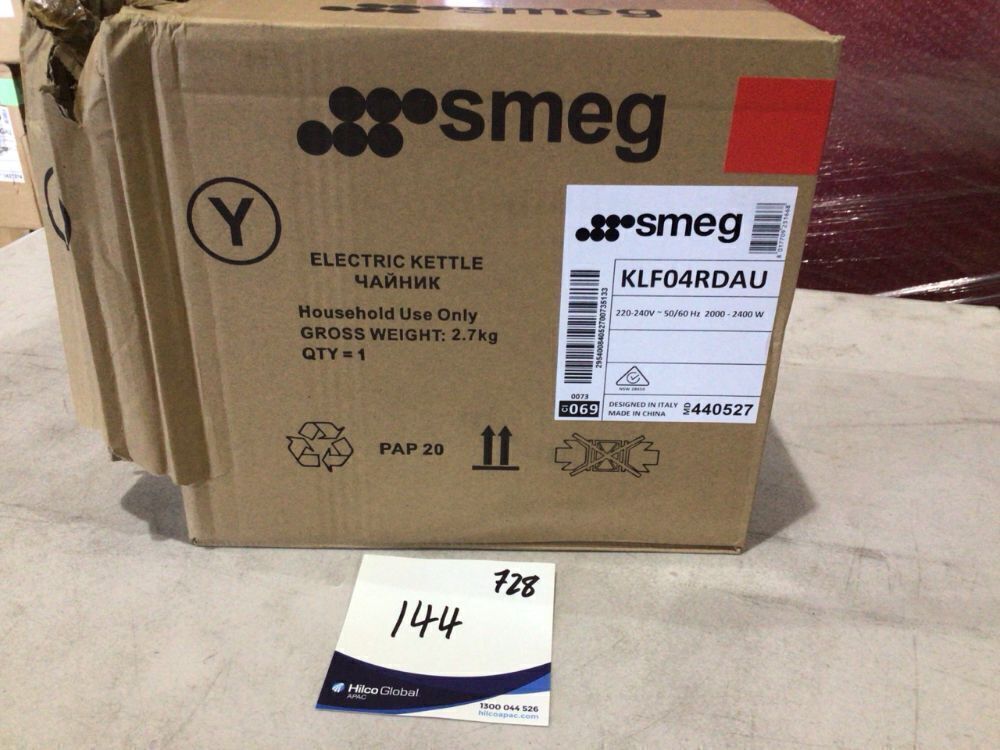 smeg
smeg
Y
ELECTRIC KETTLE
ЧАЙНИК
Household Use Only
GROSS WEIGHT: 2.7kg
QTY = 1
PAP 20
smeg
KLF04RDAU
220-240V ~ 50/60 Hz 2000 - 2400 W
0073
069
DESIGNED IN ITALY
MADE IN CHINA
MD 440527
728
144
Hilco Global
APAC
1300 044 526
hilcoapac.com